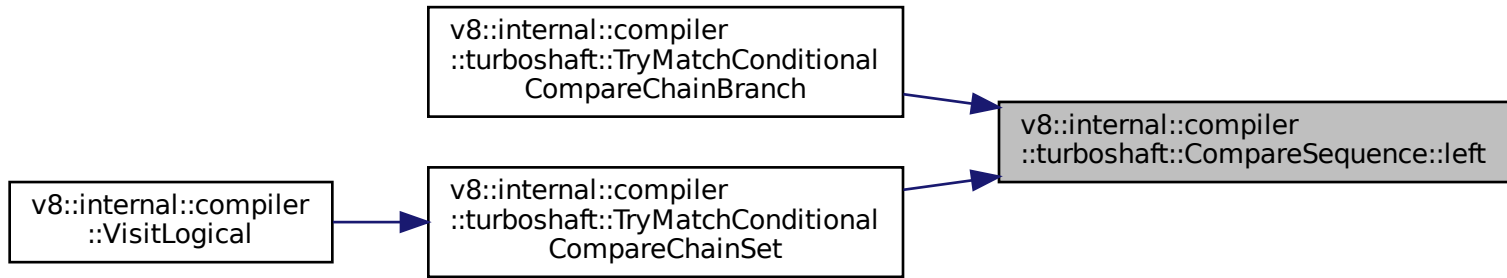 v8::internal::compiler
::turboshaft::TryMatchConditional
CompareChainBranch
v8::internal::compiler
::turboshaft::CompareSequence::left
v8::internal::compiler
::turboshaft::TryMatchConditional
CompareChainSet
v8::internal::compiler
::VisitLogical